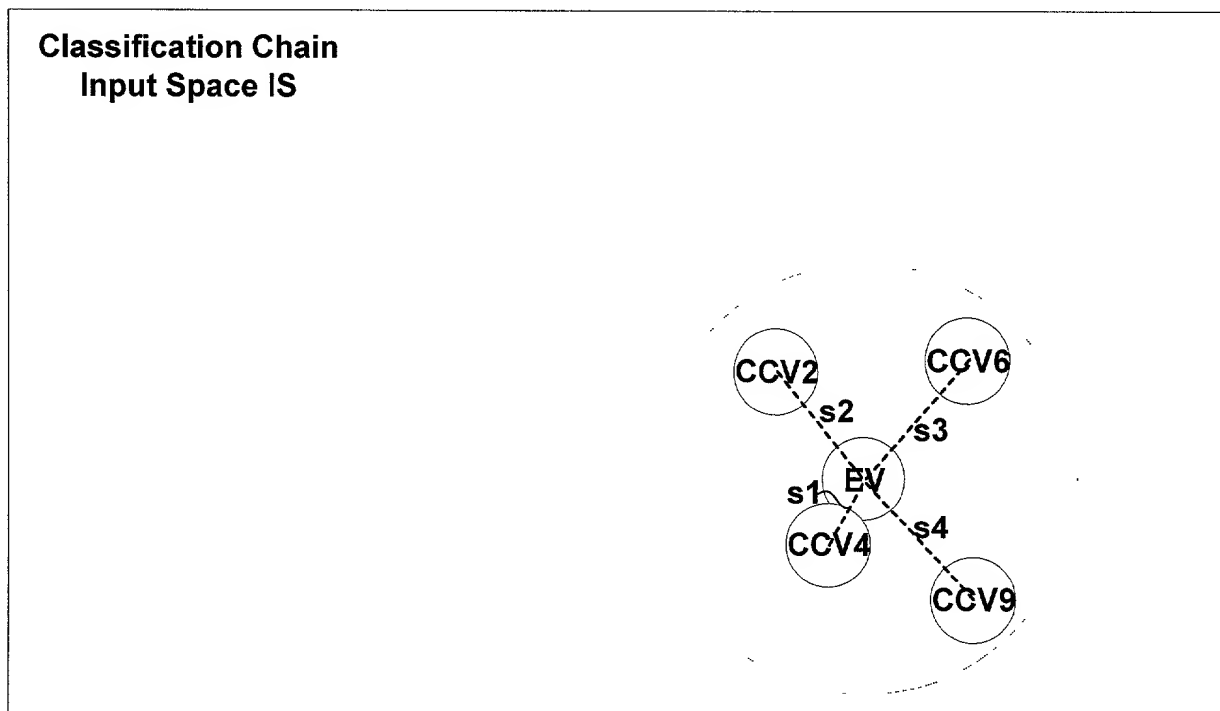 Classification Chain
Input Space IS
CCV2
CCV6
s2
s3
EV
s1
s4
CCV4
CCV9